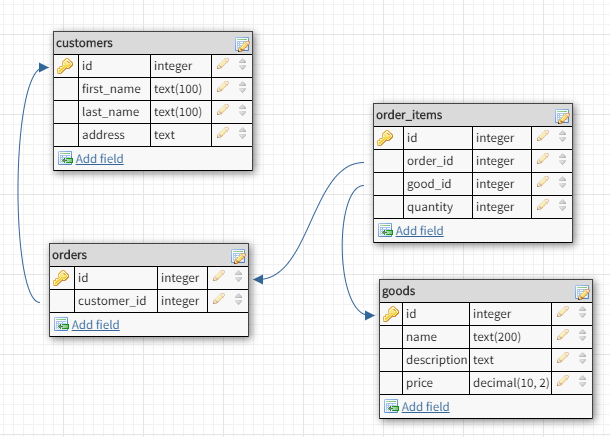 customers
id integer
first_name text(100)
last_name text(100)
address text
Add field
order_items
id integer
order_id integer
good_id integer
quantity integer
Add field
orders
id integer
customer_id integer
Add field
goods
id integer
name text(200)
description text
price decimal(10, 2)
Add field